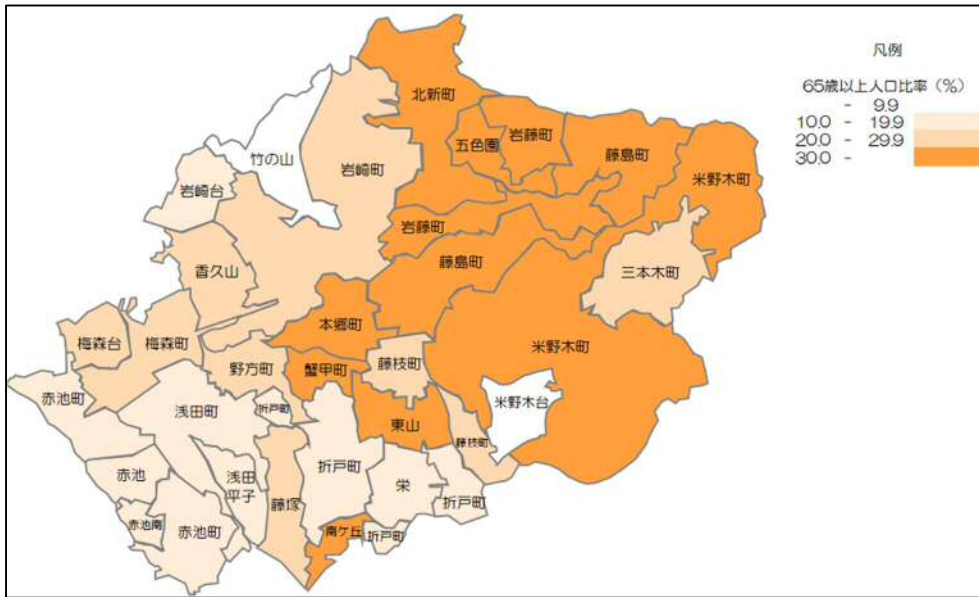 凡例
65歳以上人口比率（％）
- 9.9
10.0 - 19.9
20.0 - 29.9
30.0 -
北新町
五色園
岩藤町
藤島町
米野木町
竹の山
岩崎町
岩崎台
岩藤町
三本木町
香久山
藤島町
本郷町
梅森台
梅森町
野方町
蟹甲町
藤枝町
米野木町
赤池町
浅田町
折戸町
東山
米野木台
藤枝町
赤池
浅田
平子
藤塚
折戸町
栄
折戸町
赤池南
赤池町
南ケ丘
折戸町